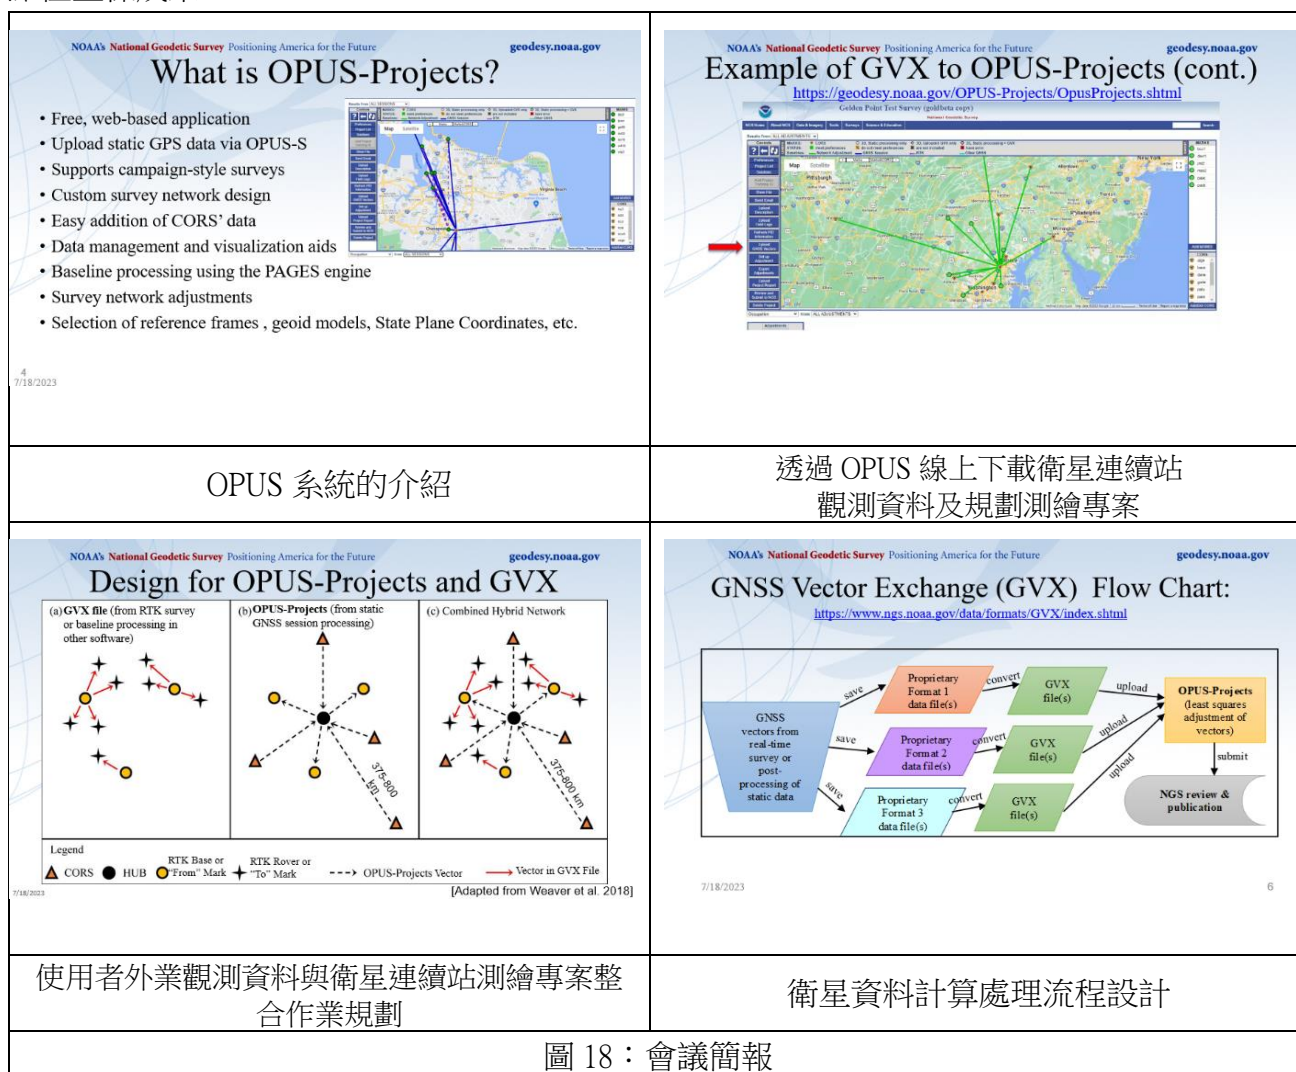 NOAA's National Geodetic Survey Positioning America for the Future
geodesy.noaa.gov
What is OPUS-Projects?
• Free, web-based application
• Upload static GPS data via OPUS-S
• Supports campaign-style surveys
• Custom survey network design
• Easy addition of CORS' data
• Data management and visualization aids
• Baseline processing using the PAGES engine
• Survey network adjustments
• Selection of reference frames , geoid models, State Plane Coordinates, etc.
4
7/18/2023
NOAA's National Geodetic Survey Positioning America for the Future
geodesy.noaa.gov
Example of GVX to OPUS-Projects (cont.)
https://geodesy.noaa.gov/OPUS-Projects/OpusProjects.shtml
Golden Point Test Survey (goldbeta copy)
National Geodetic Survey
Map
Satellite
OPUS 系統的介紹
透過 OPUS 線上下載衛星連續站
觀測資料及規劃測繪專案
NOAA's National Geodetic Survey Positioning America for the Future
geodesy.noaa.gov
Design for OPUS-Projects and GVX
(a) GVX file (from RTK survey
or baseline processing in
other software)
(b) OPUS-Projects (from static
GNSS session processing)
375-800
km
(c) Combined Hybrid Network
375-800 km
Legend
CORS
HUB
RTK Base or
"From" Mark
RTK Rover or
"To" Mark
OPUS-Projects Vector
Vector in GVX File
7/18/2023
[Adapted from Weaver et al. 2018]
NOAA's National Geodetic Survey Positioning America for the Future
geodesy.noaa.gov
GNSS Vector Exchange (GVX) Flow Chart:
https://www.ngs.noaa.gov/data/formats/GVX/index.shtml
GNSS
vectors from
real-time
survey or
post-
processing of
static data
save
Proprietary
Format 1
data file(s)
convert
GVX
file(s)
upload
save
Proprietary
Format 2
data file(s)
convert
GVX
file(s)
upload
save
Proprietary
Format 3
data file(s)
convert
GVX
file(s)
upload
OPUS-Projects
(least squares
adjustment of
vectors)
submit
NGS review &
publication
7/18/2023
6
使用者外業觀測資料與衛星連續站測繪專案整
合作業規劃
衛星資料計算處理流程設計
圖 18：會議簡報